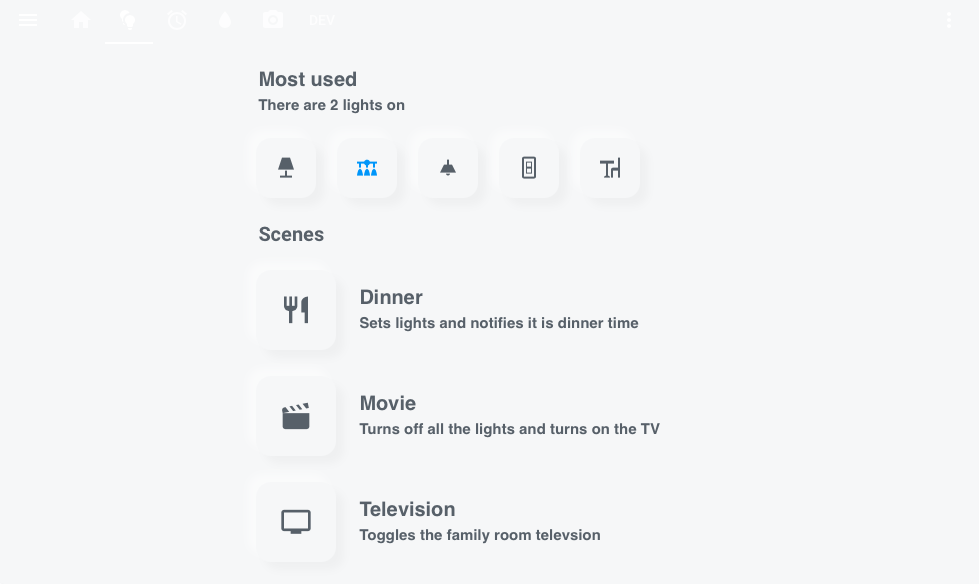 DEV
Most used
There are 2 lights on
Scenes
Dinner
Sets lights and notifies it is dinner time
Movie
Turns off all the lights and turns on the TV
Television
Toggles the family room televsion